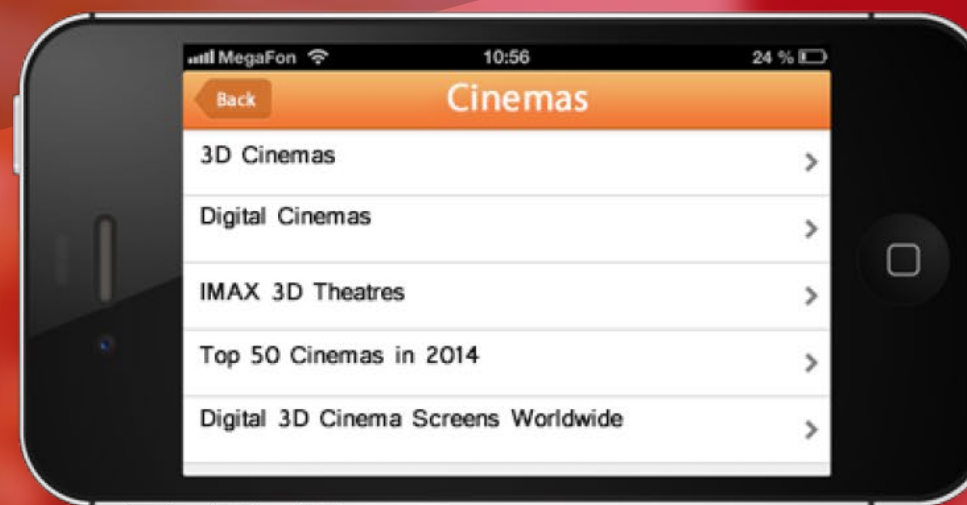 MegaFon 10:56 24 %
Back Cinemas
3D Cinemas
Digital Cinemas
IMAX 3D Theatres
Top 50 Cinemas in 2014
Digital 3D Cinema Screens Worldwide